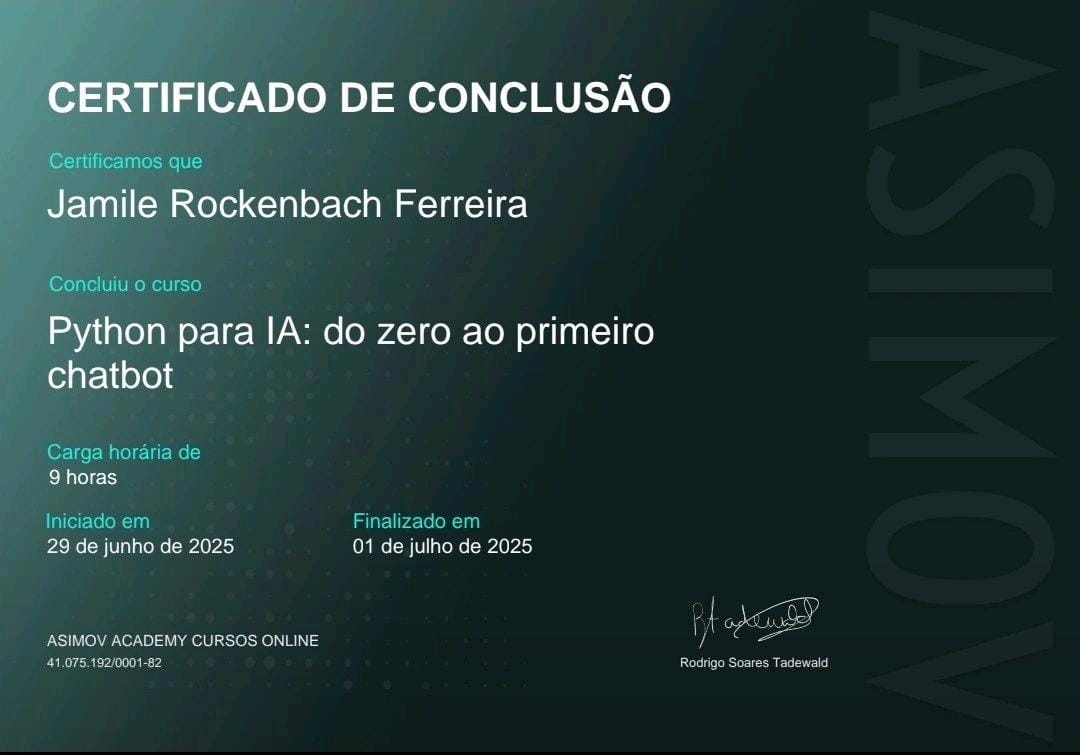 CERTIFICADO DE CONCLUSÃO
Certificamos que
Jamile Rockenbach Ferreira
Concluiu o curso
Python para IA: do zero ao primeiro
chatbot
Carga horária de
9 horas
Iniciado em
29 de junho de 2025
Finalizado em
01 de julho de 2025
ASIMOV ACADEMY CURSOS ONLINE
41.075.192/0001-82
Rtadewald
Rodrigo Soares Tadewald
ASIMOV